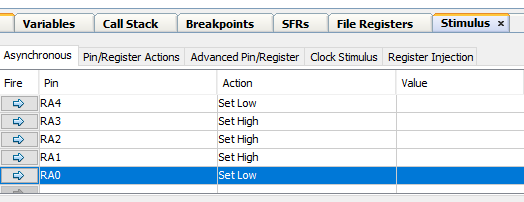 Variables Call Stack Breakpoints SFRs File Registers Stimulus ×
Asynchronous Pin/Register Actions Advanced Pin/Register Clock Stimulus Register Injection
Fire Pin Action Value
RA4 Set Low
RA3 Set High
RA2 Set High
RA1 Set High
RA0 Set Low